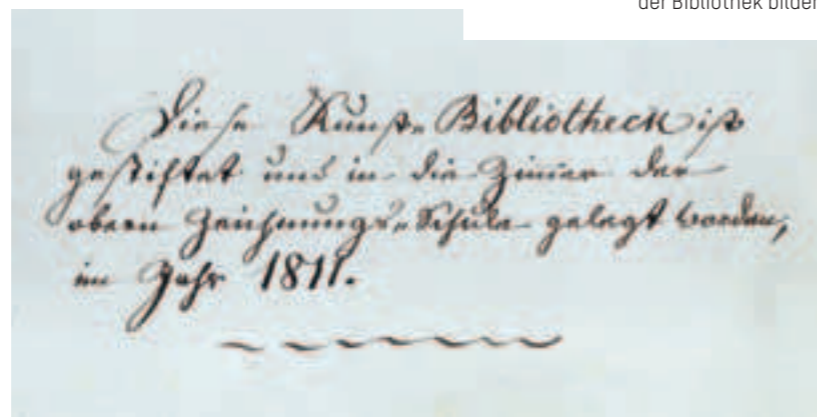 der Bibliothek bilden
Diese Kunst-Bibliotheck ist
gestiftet und in die Zimmer der
obern Zeichnungs-Schule gelegt worden,
im Jahr 1811.